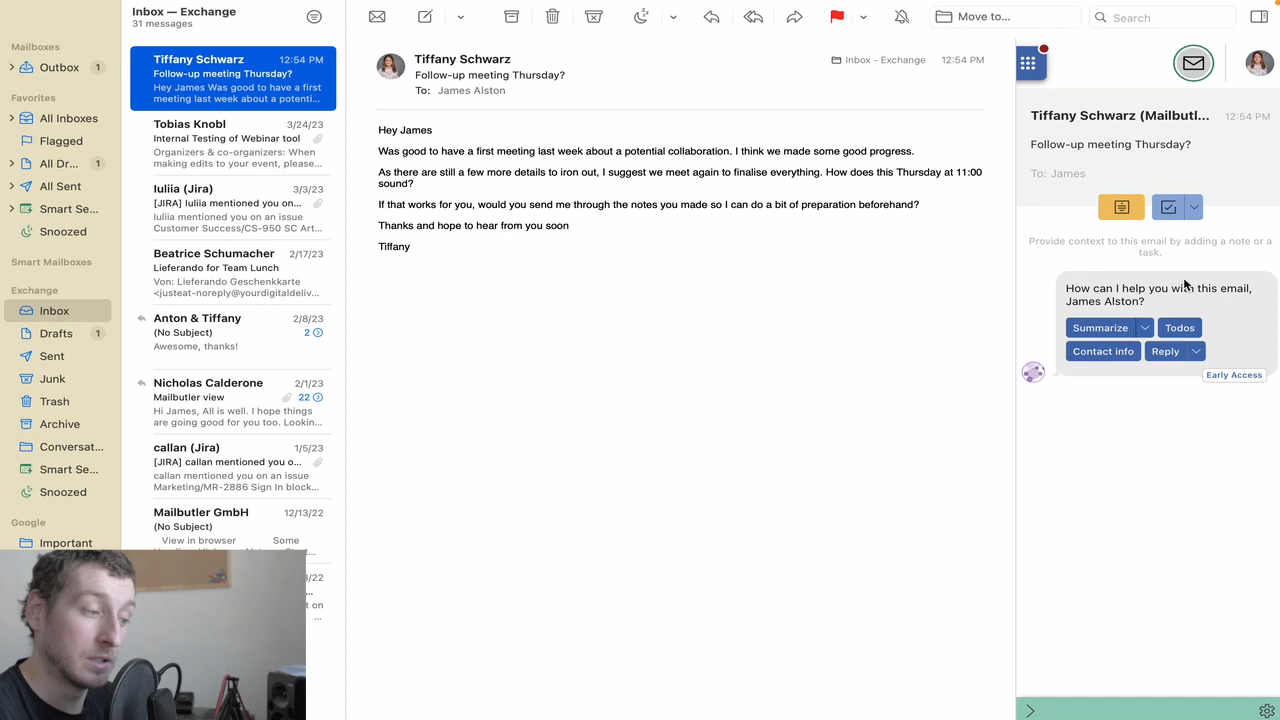 Mailboxes
Outbox 1
Favorites
All Inboxes
Flagged
All Dr... 1
All Sent
Smart Se...
Snoozed
Smart Mailboxes
Exchange
Inbox
Drafts 1
Sent
Junk
Trash
Archive
Conversat...
Smart Se...
Snoozed
Google
Important
Inbox — Exchange
31 messages
Tiffany Schwarz 12:54 PM
Follow-up meeting Thursday?
Hey James Was good to have a first
meeting last week about a potenti...
Tobias Knobl 3/24/23
Internal Testing of Webinar tool
Organizers & co-organizers: When
making edits to your event, please...
Iuliia (Jira) 3/3/23
[JIRA] Iuliia mentioned you on...
Iuliia mentioned you on an issue
Customer Success/CS-950 SC Art...
Beatrice Schumacher 2/17/23
Lieferando for Team Lunch
Von: Lieferando Geschenkkarte
<justeat-noreply@yourdigitaldeliv...
Anton & Tiffany 2/8/23
(No Subject) 2
Awesome, thanks!
Nicholas Calderone 2/1/23
Mailbutler view 22
Hi James, All is well. I hope things
are going good for you too. Lookin...
callan (Jira) 1/5/23
[JIRA] callan mentioned you o...
callan mentioned you on an issue
Marketing/MR-2886 Sign In block...
Mailbutler GmbH 12/13/22
(No Subject)
View in browser Some
3/22
...
t on
...
Move to...
Search
Tiffany Schwarz
Follow-up meeting Thursday?
To: James Alston
Inbox - Exchange 12:54 PM
Hey James
Was good to have a first meeting last week about a potential collaboration. I think we made some good progress.
As there are still a few more details to iron out, I suggest we meet again to finalise everything. How does this Thursday at 11:00
sound?
If that works for you, would you send me through the notes you made so I can do a bit of preparation beforehand?
Thanks and hope to hear from you soon
Tiffany
Tiffany Schwarz (Mailbutl... 12:54 PM
Follow-up meeting Thursday?
To: James
Provide context to this email by adding a note or a
task.
How can I help you with this email,
James Alston?
Summarize Todos
Contact info Reply
Early Access